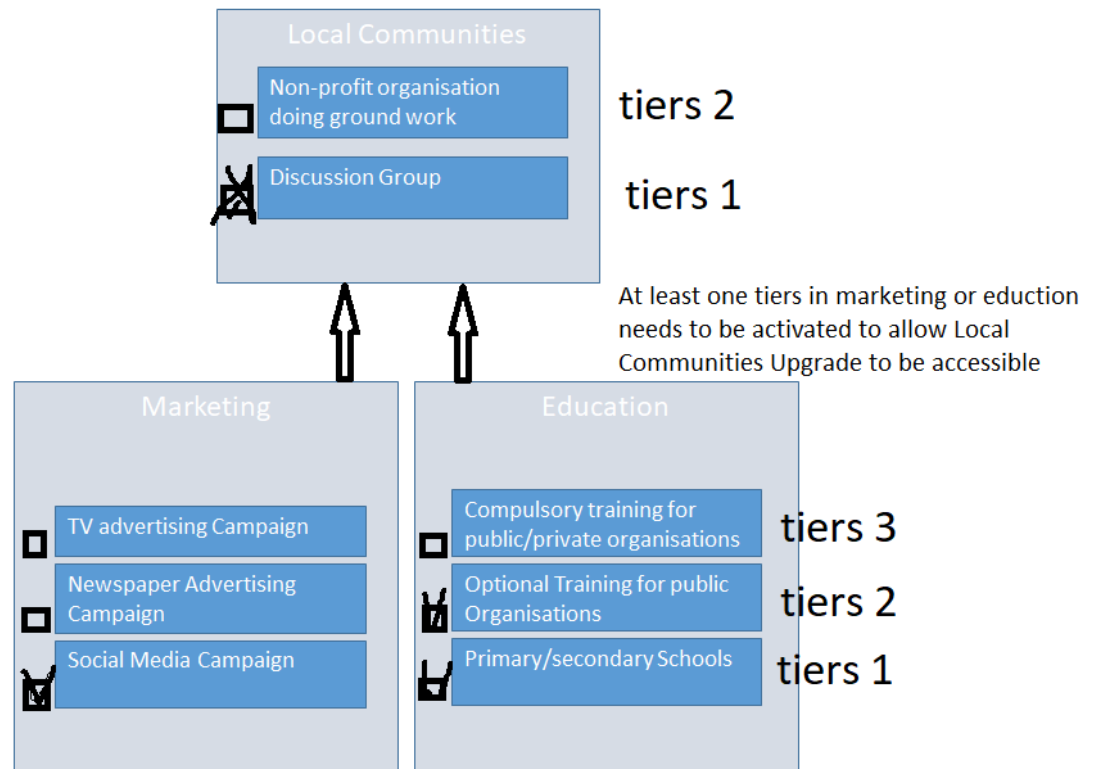 Local Communities
Non-profit organisation
doing ground work
tiers 2
Discussion Group
tiers 1
At least one tiers in marketing or eduction
needs to be activated to allow Local
Communities Upgrade to be accessible
Marketing
TV advertising Campaign
Newspaper Advertising
Campaign
Social Media Campaign
Education
Compulsory training for
public/private organisations
tiers 3
Optional Training for public
Organisations
tiers 2
Primary/secondary Schools
tiers 1